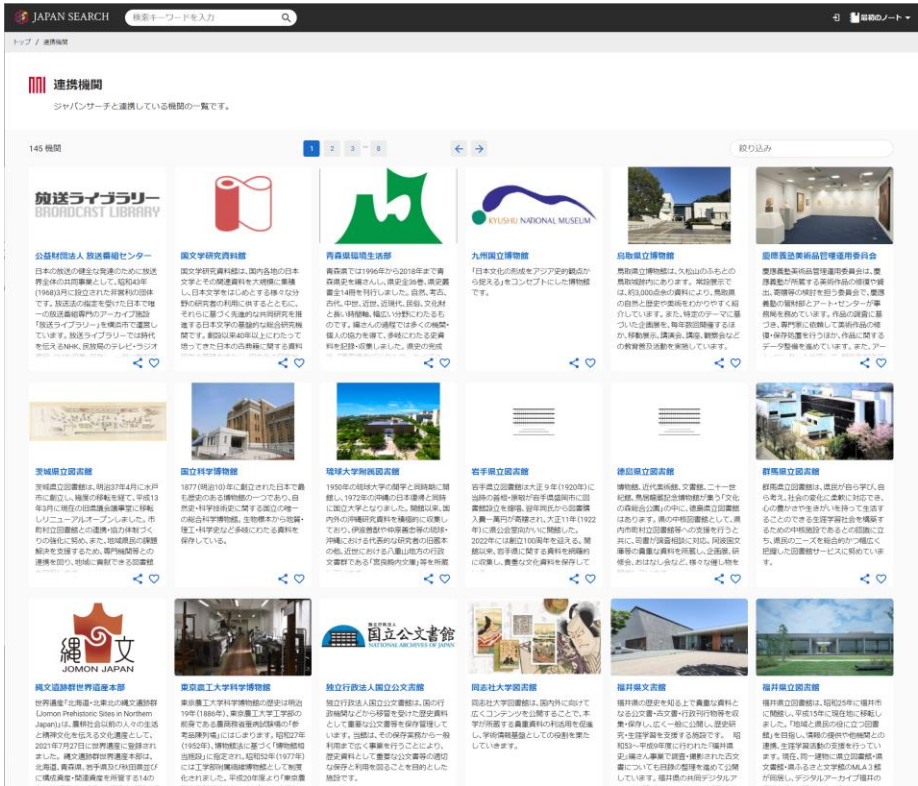 JAPAN SEARCH
検索キーワードを入力
最初のノート
トップ / 連携機関
連携機関
ジャパンサーチと連携している機関の一覧です。
145 機関
1 2 3 … 8
絞り込み
放送ライブラリー
BROADCAST LIBRARY
KYUSHU NATIONAL MUSEUM
公益財団法人 放送番組センター
日本の放送の健全な発達のために放送
界全体の共同事業として、昭和43年
(1968)3月に設立された非営利の団体
です。放送法の指定を受けた日本で唯
一の放送番組専門のアーカイブ施設
「放送ライブラリー」を横浜市で運営し
ています。放送ライブラリーでは時代
を伝えるNHK、民放局のテレビ・ラジオ
国文学研究資料館
国文学研究資料館は、国内各地の日本
文学とその関連資料を大規模に集積
し、日本文学をはじめとする様々な分
野の研究者の利用に供するとともに、
それらに基づく先進的な共同研究を推
進する日本文学の基盤的な総合研究機
関です。創設以来40年以上にわたって
培ってきた日本の古典籍に関する資料
青森県環境生活部
青森県では1996年から2018年まで青
森県史を編さんし、県史全36巻、県史叢
書全14冊を刊行しました。自然、考古、
古代、中世、近世、近現代、民俗、文化財
と長い時間軸、幅広い分野にわたるも
のです。編さんの過程では多くの機関・
個人の協力を得て、多岐にわたる史資
料を記録・収集しました。県史の完成
九州国立博物館
「日本文化の形成をアジア史的観点か
ら捉える」をコンセプトにした博物館
です。
鳥取県立博物館
鳥取県立博物館は、久松山のふもとの
鳥取城跡内にあります。常設展示で
は、約3,000点余の資料により、鳥取県
の自然と歴史や美術をわかりやすく紹
介しています。また、特定のテーマに基
づいた企画展を、毎年数回開催するほ
か、移動展示、講演会、講座、観察会など
の教育普及活動を実施しています。
慶應義塾美術品管理運用委員会
慶應義塾美術品管理運用委員会は、慶
應義塾が所蔵する美術作品の修復や貸
出、寄贈等の検討を担う委員会で、慶應
義塾の管財部とアート・センターが事
務局を務めています。作品の調査に基
づき、専門家に依頼して美術作品の修
復・保存処置を行うほか、作品に関する
データ整備を進めています。また、アー
茨城県立図書館
茨城県立図書館は、明治37年4月に水戸
市に創立し、幾度の移転を経て、平成13
年3月に現在の旧県議会議事堂に移転
しリニューアルオープンしました。市
町村立図書館との連携・協力体制づく
りの強化に努め、また、地域県民の課題
解決を支援するため、専門機関等との
連携を図り、地域に貢献できる図書館
国立科学博物館
1877(明治10)年に創立された日本で最
も歴史のある博物館の一つであり、自
然史・科学技術史に関する国立の唯一
の総合科学博物館。生物標本から地質・
理工・科学史など多岐にわたる資料を
保存している。
琉球大学附属図書館
1950年の琉球大学の開学と同時期に開
館し、1972年の沖縄の日本復帰と同時
に国立大学となりました。開館以来、国
内外の沖縄研究資料を積極的に収集し
ており、伊波普猷や仲原善忠等の琉球・
沖縄における代表的な研究者の旧蔵本
の他、近世における八重山地方の行政
文書群である「宮良殿内文庫」等を所蔵
岩手県立図書館
岩手県立図書館は大正９年(1920年)に
当時の首相・原敬が岩手県盛岡市に図
書館設立を提唱、翌年同氏から図書購
入費一萬円が寄贈され、大正11年(1922
年)に県公会堂向かいに開館した。
2022年には創立100周年を迎える。開
館以来、岩手県に関する資料を網羅的
に収集し、貴重な文化資料を保存して
徳島県立図書館
博物館、近代美術館、文書館、二十一世
紀館、鳥居龍蔵記念博物館が集う「文化
の森総合公園」の中に、徳島県立図書館
はあります。県の中核図書館として、県
内市町村立図書館等への支援を行うと
共に、司書が調査相談に対応。阿波国文
庫等の貴重な資料を所蔵し、企画展、研
修会、おはなし会など、様々な催し物を
群馬県立図書館
群馬県立図書館は、県民が自ら学び、自
ら考え、社会の変化に柔軟に対応でき、
心の豊かさや生きがいを持って生活す
ることのできる生涯学習社会を構築す
るための中核施設であるとの認識に立
ち、県民のニーズを総合的かつ幅広く
把握した図書館サービスに努めていま
す。
縄文
JOMON JAPAN
国立公文書館
NATIONAL ARCHIVES OF JAPAN
縄文遺跡群世界遺産本部
世界遺産「北海道・北東北の縄文遺跡群
(Jomon Prehistoric Sites in Northern
Japan)」は、農耕社会以前の人々の生活
と精神文化を伝える文化遺産として、
2021年7月27日に世界遺産に登録され
ました。縄文遺跡群世界遺産本部は、
北海道、青森県、岩手県及び秋田県並び
に構成資産・関連資産を所管する14の
東京農工大学科学博物館
東京農工大学科学博物館の歴史は明治
19年(1886年)、東京農工大学工学部の
前身である農務省蚕病試験場の「参
考品陳列場」にはじまります。昭和27年
(1952年)、博物館法に基づく「博物館相
当施設」に指定され、昭和52年(1977年)
には工学部附属繊維博物館として制度
化されました。平成20年度より「東京農
独立行政法人国立公文書館
独立行政法人国立公文書館は、国の行
政機関などから移管を受けた歴史資料
として重要な公文書等を保存管理して
います。当館は、その保存実務から一般
利用まで広く事業を行うことにより、
歴史資料として重要な公文書等の適切
な保存と利用を図ることを目的とした
施設です。
同志社大学図書館
同志社大学図書館は、国内外に向けて
広くコンテンツを公開することで、本
学が所蔵する貴重資料の利活用を促進
し、学術情報基盤としての役割を果た
していきます。
福井県文書館
福井県の歴史を知る上で貴重な資料と
なる公文書・古文書・行政刊行物等を収
集・保存し、広く一般に公開し、歴史研
究・生涯学習を支援する施設です。 昭
和53～平成9年度に行われた『福井県
史』編さん事業で調査・撮影された古文
書についても目録の整理を進めて公開
しています。福井県の共同デジタルア
福井県立図書館
福井県立図書館は、昭和25年に福井市
に開館し、平成15年に現在地に移転し
ました。「地域と県民の役に立つ図書
館」を目指し、情報の提供や他機関との
連携、生涯学習活動の支援を行ってい
ます。現在、同一建物に県立図書館・県
文書館・県ふるさと文学館のMLA３館
が同居し、デジタルアーカイブ福井の